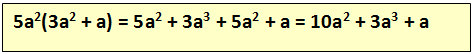 5a²(3a² + a) = 5a² + 3a³ + 5a² + a = 10a² + 3a³ + a